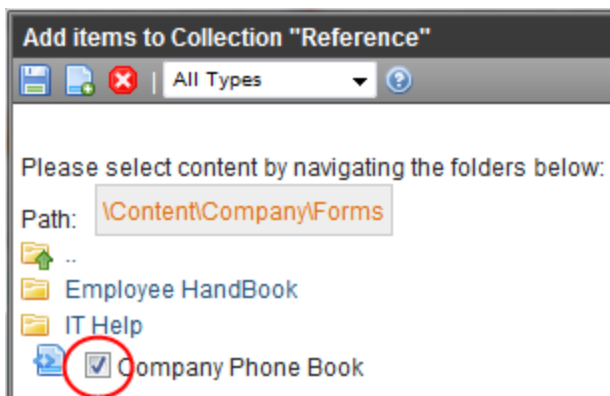 Add items to Collection "Reference"
All Types
Please select content by navigating the folders below:
Path: \Content\Company\Forms
..
Employee HandBook
IT Help
Company Phone Book